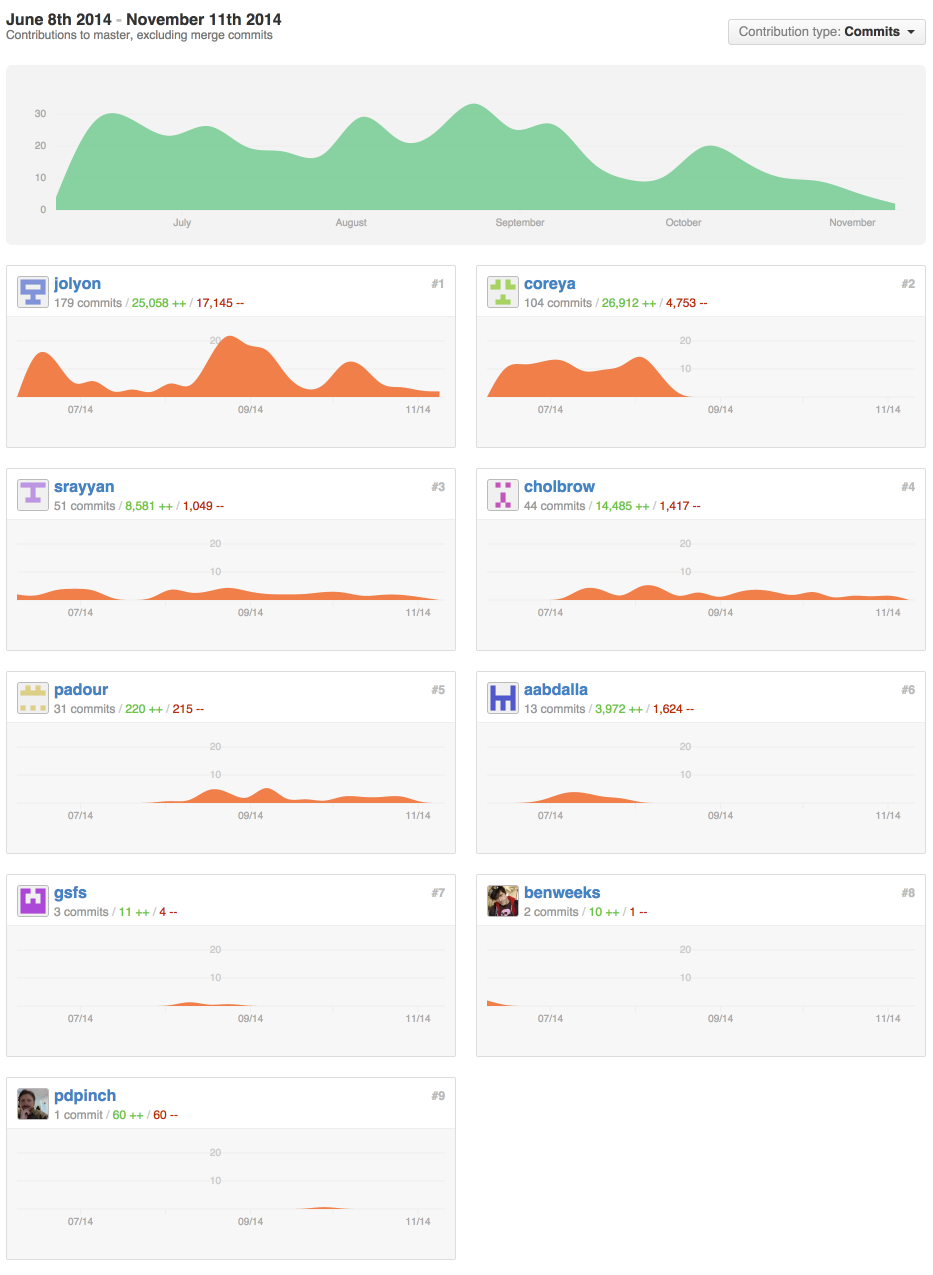 June 8th 2014 - November 11th 2014
Contributions to master, excluding merge commits
Contribution type: Commits
30
20
10
0
July August September October November
jolyon #1
179 commits / 25,058 ++ / 17,145 --
20
07/14 09/14 11/14
coreya #2
104 commits / 26,912 ++ / 4,753 --
20
10
07/14 09/14 11/14
srayyan #3
51 commits / 8,581 ++ / 1,049 --
20
10
07/14 09/14 11/14
cholbrow #4
44 commits / 14,485 ++ / 1,417 --
20
10
07/14 09/14 11/14
padour #5
31 commits / 220 ++ / 215 --
20
10
07/14 09/14 11/14
aabdalla #6
13 commits / 3,972 ++ / 1,624 --
20
10
07/14 09/14 11/14
gsfs #7
3 commits / 11 ++ / 4 --
20
10
07/14 09/14 11/14
benweeks #8
2 commits / 10 ++ / 1 --
20
10
07/14 09/14 11/14
pdpinch #9
1 commit / 60 ++ / 60 --
20
10
07/14 09/14 11/14